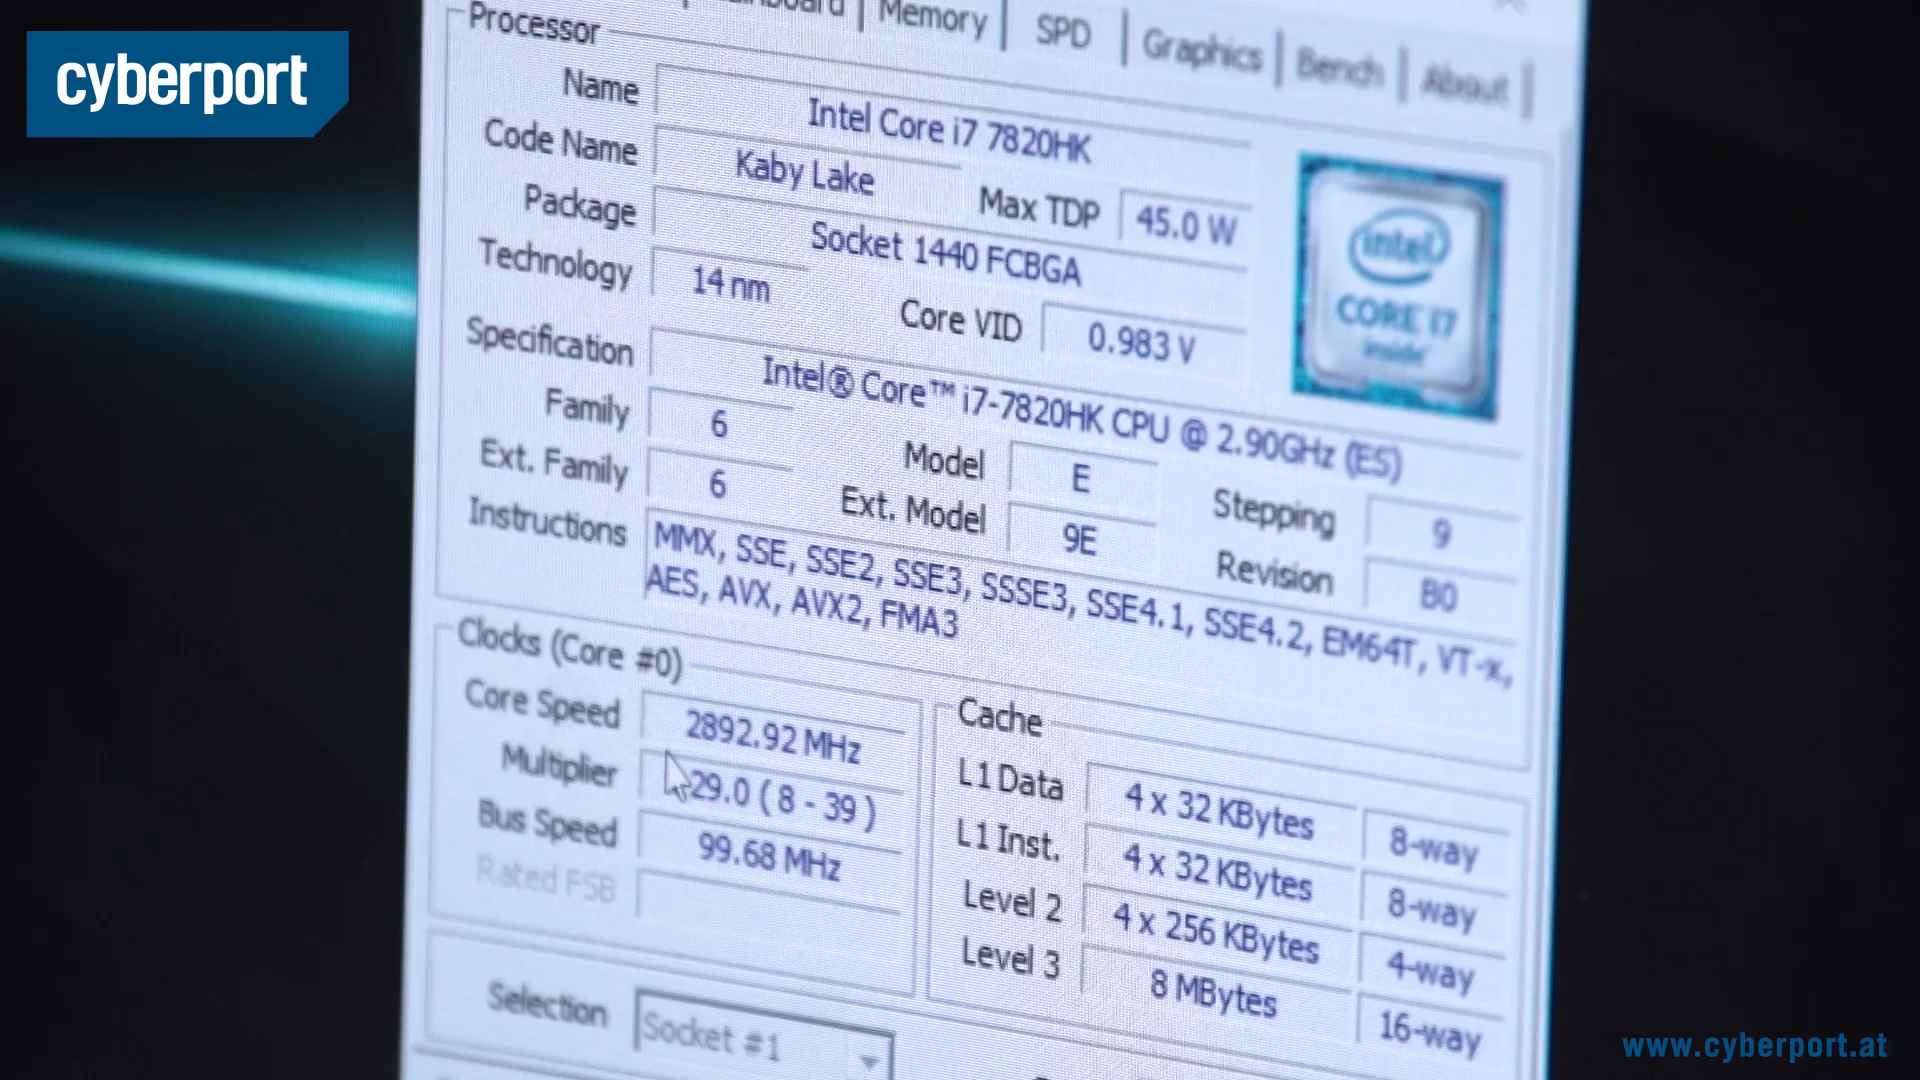 cyberport
Memory SPD Graphics Bench About
Processor
Name Intel Core i7 7820HK
Code Name Kaby Lake Max TDP 45.0 W
Package Socket 1440 FCBGA
Technology 14 nm Core VID 0.983 V
intel
CORE i7
inside
Specification Intel® Core™ i7-7820HK CPU @ 2.90GHz (ES)
Family 6 Model E Stepping 9
Ext. Family 6 Ext. Model 9E Revision B0
Instructions MMX, SSE, SSE2, SSE3, SSSE3, SSE4.1, SSE4.2, EM64T, VT-x,
AES, AVX, AVX2, FMA3
Clocks (Core #0)
Core Speed 2892.92 MHz
Multiplier 29.0 ( 8 - 39 )
Bus Speed 99.68 MHz
Rated FSB
Cache
L1 Data 4 x 32 KBytes 8-way
L1 Inst. 4 x 32 KBytes 8-way
Level 2 4 x 256 KBytes 4-way
Level 3 8 MBytes 16-way
Selection Socket #1
www.cyberport.at